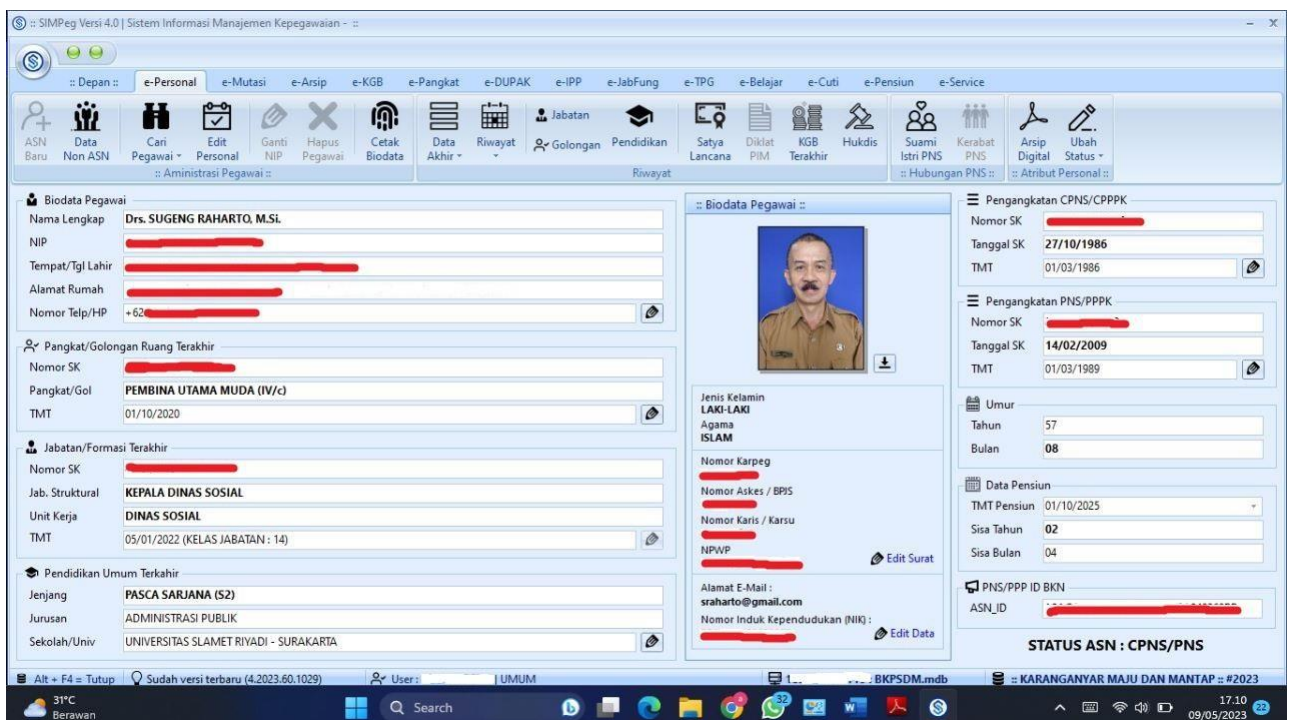 :: SIMPeg Versi 4.0 | Sistem Informasi Manajemen Kepegawaian - ::
:: Depan :: e-Personal e-Mutasi e-Arsip e-KGB e-Pangkat e-DUPAK e-IPP e-JabFung e-TPG e-Belajar e-Cuti e-Pensiun e-Service
ASN Baru
Data Non ASN
Cari Pegawai
Edit Personal
Ganti NIP
Hapus Pegawai
Cetak Biodata
Data Akhir
Riwayat
Jabatan
Golongan
Pendidikan
Satya Lancana
Diklat PIM
KGB Terakhir
Hukdis
Suami Istri PNS
Kerabat PNS
Arsip Digital
Ubah Status
:: Aministrasi Pegawai ::
Riwayat
:: Hubungan PNS ::
:: Atribut Personal ::
Biodata Pegawai
Nama Lengkap Drs. SUGENG RAHARTO, M.Si.
NIP
Tempat/Tgl Lahir
Alamat Rumah
Nomor Telp/HP +62
Pangkat/Golongan Ruang Terakhir
Nomor SK
Pangkat/Gol PEMBINA UTAMA MUDA (IV/c)
TMT 01/10/2020
Jabatan/Formasi Terakhir
Nomor SK
Jab. Struktural KEPALA DINAS SOSIAL
Unit Kerja DINAS SOSIAL
TMT 05/01/2022 (KELAS JABATAN : 14)
Pendidikan Umum Terkahir
Jenjang PASCA SARJANA (S2)
Jurusan ADMINISTRASI PUBLIK
Sekolah/Univ UNIVERSITAS SLAMET RIYADI - SURAKARTA
:: Biodata Pegawai ::
Jenis Kelamin
LAKI-LAKI
Agama
ISLAM
Nomor Karpeg
Nomor Askes / BPJS
Nomor Karis / Karsu
NPWP
Edit Surat
Alamat E-Mail :
sraharto@gmail.com
Nomor Induk Kependudukan (NIK) :
Edit Data
Pengangkatan CPNS/CPPPK
Nomor SK
Tanggal SK 27/10/1986
TMT 01/03/1986
Pengangkatan PNS/PPPK
Nomor SK
Tanggal SK 14/02/2009
TMT 01/03/1989
Umur
Tahun 57
Bulan 08
Data Pensiun
TMT Pensiun 01/10/2025
Sisa Tahun 02
Sisa Bulan 04
PNS/PPP ID BKN
ASN_ID
STATUS ASN : CPNS/PNS
Alt + F4 = Tutup Sudah versi terbaru (4.2023.60.1029) User : UMUM BKPSDM.mdb :: KARANGANYAR MAJU DAN MANTAP :: #2023
31°C
Berawan
Search
32
17.10
09/05/2023
22